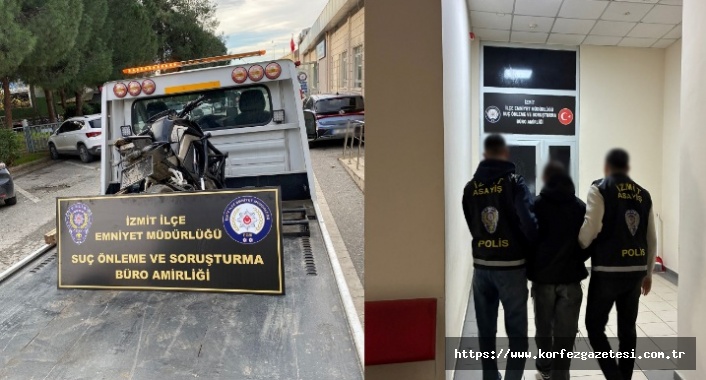 İZMİT İLÇE
EMNİYET MÜDÜRLÜĞÜ
SUÇ ÖNLEME VE SORUŞTURMA
BÜRO AMİRLİĞİ
İZMİT
İLÇE EMNİYET MÜDÜRLÜĞÜ
SUÇ ÖNLEME VE SORUŞTURMA
BÜRO AMİRLİĞİ
İZMİT
ASAYİŞ
POLİS
İZMİT
ASAYİŞ
POLİS
https://www.korfezgazetesi.com.tr